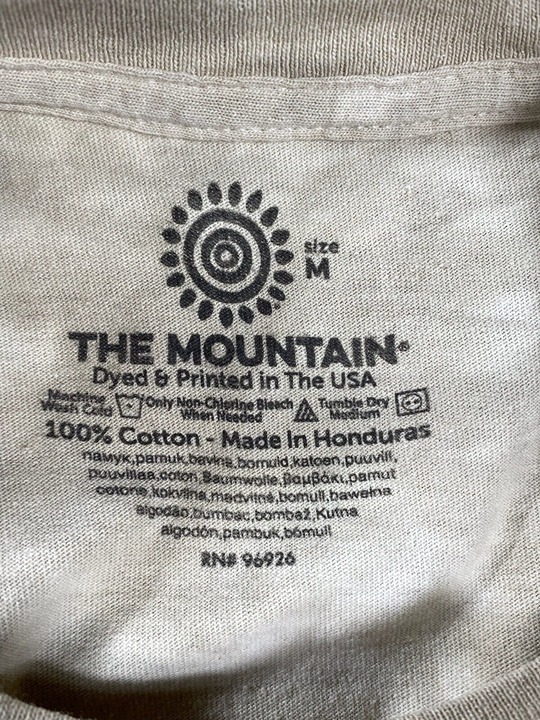 size
M
THE MOUNTAIN®
Dyed & Printed in The USA
Machine Wash Cold Only Non-Chlorine Bleach When Needed Tumble Dry Medium
100% Cotton - Made In Honduras
памук,pamuk,bavlna,bomuld,katoen,puuvill,
puuvillaa,coton,Baumwolle,βαμβάκι,pamut
cotone,kokvilna,medvilnė,bomull,bawełna
algodão,bumbac,bombaž,Kutna
algodón,pambuk,bómull
RN# 96926